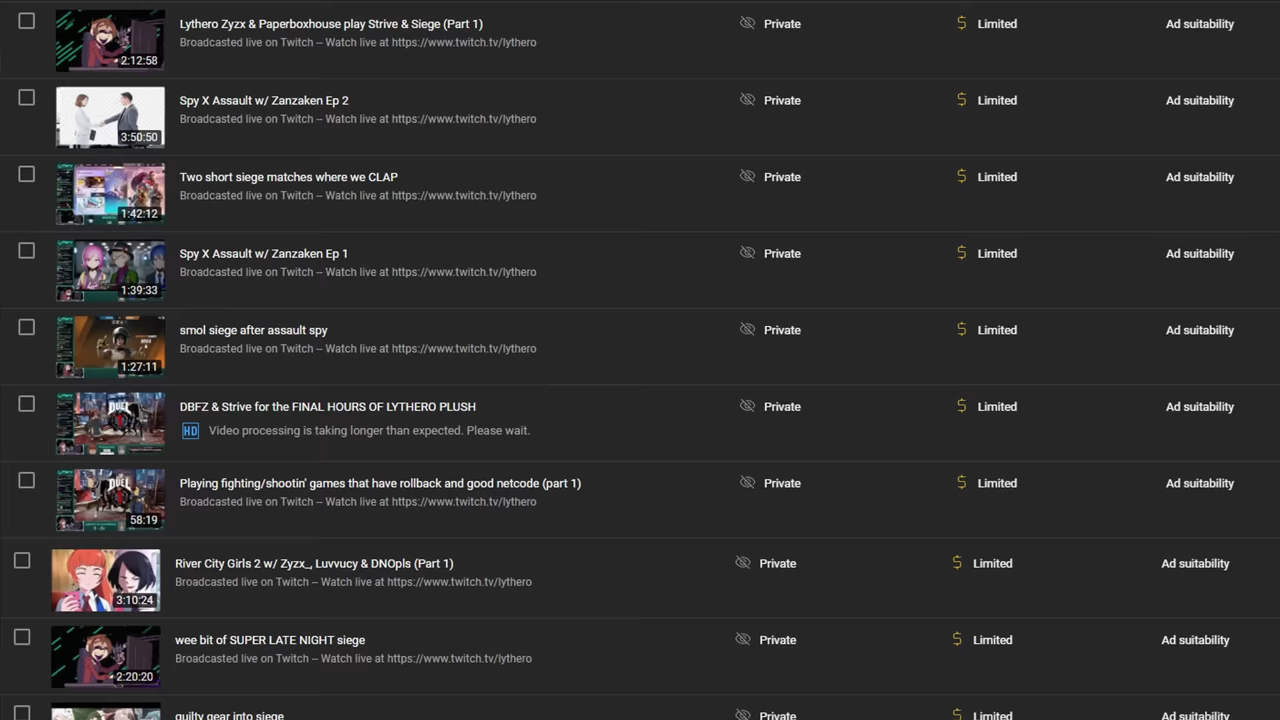 Lythero Zyzx & Paperboxhouse play Strive & Siege (Part 1)
Private
Limited
Ad suitability
Broadcasted live on Twitch -- Watch live at https://www.twitch.tv/lythero
2:12:58
Spy X Assault w/ Zanzaken Ep 2
Private
Limited
Ad suitability
Broadcasted live on Twitch -- Watch live at https://www.twitch.tv/lythero
3:50:50
Two short siege matches where we CLAP
Private
Limited
Ad suitability
Broadcasted live on Twitch -- Watch live at https://www.twitch.tv/lythero
1:42:12
Spy X Assault w/ Zanzaken Ep 1
Private
Limited
Ad suitability
Broadcasted live on Twitch -- Watch live at https://www.twitch.tv/lythero
1:39:33
smol siege after assault spy
Private
Limited
Ad suitability
Broadcasted live on Twitch -- Watch live at https://www.twitch.tv/lythero
1:27:11
DBFZ & Strive for the FINAL HOURS OF LYTHERO PLUSH
Private
Limited
Ad suitability
DUEL
HD Video processing is taking longer than expected. Please wait.
Playing fighting/shootin' games that have rollback and good netcode (part 1)
Private
Limited
Ad suitability
DUEL
Broadcasted live on Twitch -- Watch live at https://www.twitch.tv/lythero
58:19
River City Girls 2 w/ Zyzx_, Luvvucy & DNOpls (Part 1)
Private
Limited
Ad suitability
Broadcasted live on Twitch -- Watch live at https://www.twitch.tv/lythero
3:10:24
wee bit of SUPER LATE NIGHT siege
Private
Limited
Ad suitability
Broadcasted live on Twitch -- Watch live at https://www.twitch.tv/lythero
2:20:20
guilty gear into siege
Private
Limited
Ad suitability